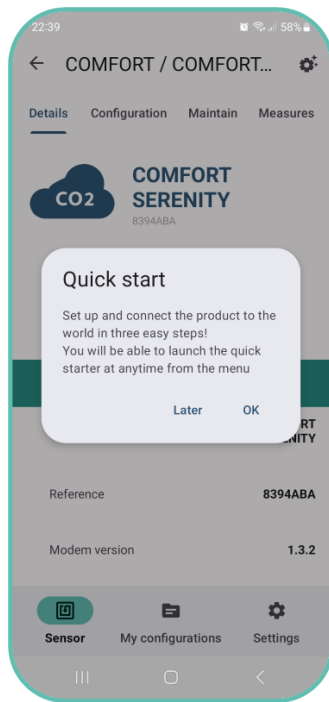 22:39
58%
COMFORT / COMFORT...
Details Configuration Maintain Measures
CO2
COMFORT
SERENITY
8394ABA
Quick start
Set up and connect the product to the
world in three easy steps!
You will be able to launch the quick
starter at anytime from the menu
Later OK
RT
NITY
Reference 8394ABA
Modem version 1.3.2
Sensor My configurations Settings